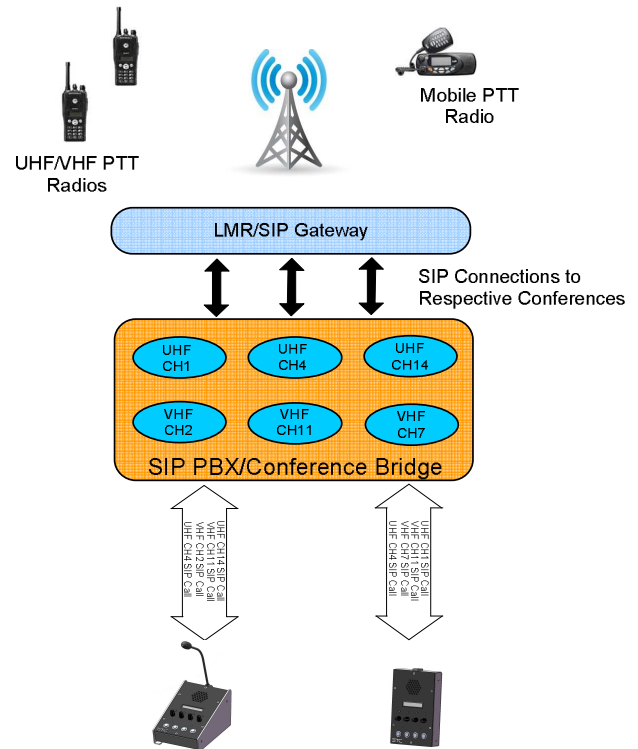 Mobile PTT
Radio
UHF/VHF PTT
Radios
LMR/SIP Gateway
SIP Connections to
Respective Conferences
UHF
CH1
UHF
CH4
UHF
CH14
VHF
CH2
VHF
CH11
VHF
CH7
SIP PBX/Conference Bridge
UHF CH14 SIP Call
VHF CH11 SIP Call
VHF CH2 SIP Call
UHF CH4 SIP Call
UHF CH1 SIP Call
VHF CH11 SIP Call
VHF CH7 SIP Call
UHF CH4 SIP Call